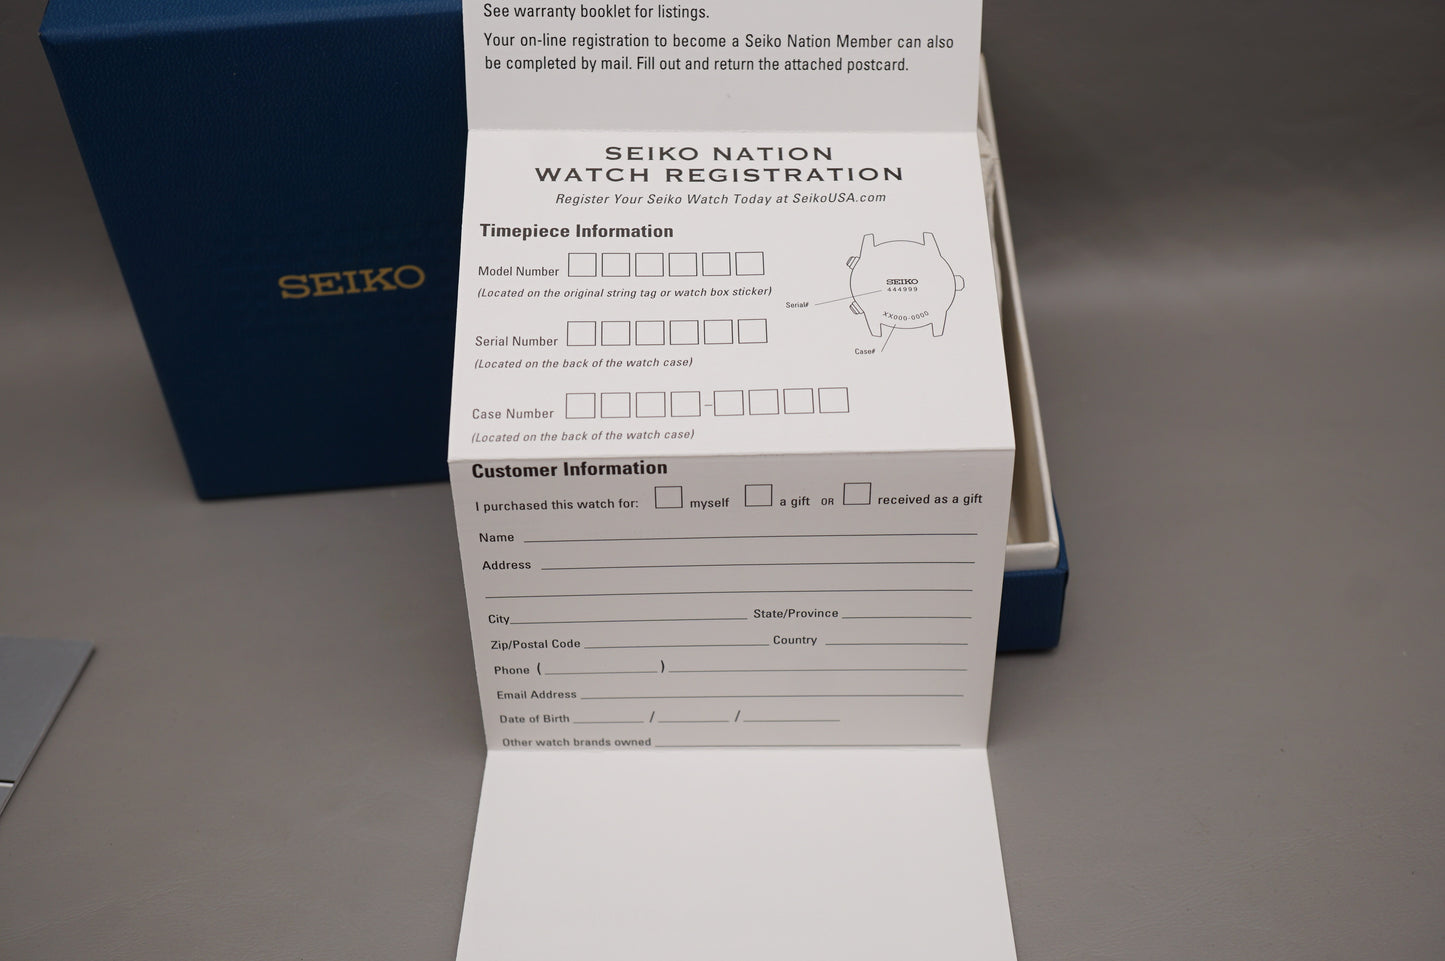 See warranty booklet for listings.
Your on-line registration to become a Seiko Nation Member can also
be completed by mail. Fill out and return the attached postcard.
SEIKO NATION
WATCH REGISTRATION
Register Your Seiko Watch Today at SeikoUSA.com
Timepiece Information
Model Number
(Located on the original string tag or watch box sticker)
Serial Number
(Located on the back of the watch case)
Case Number –
(Located on the back of the watch case)
SEIKO
444999
XX000-0000
Serial#
Case#
Customer Information
I purchased this watch for: myself a gift OR received as a gift
Name
Address
City State/Province
Zip/Postal Code Country
Phone ( )
Email Address
Date of Birth / /
Other watch brands owned
SEIKO